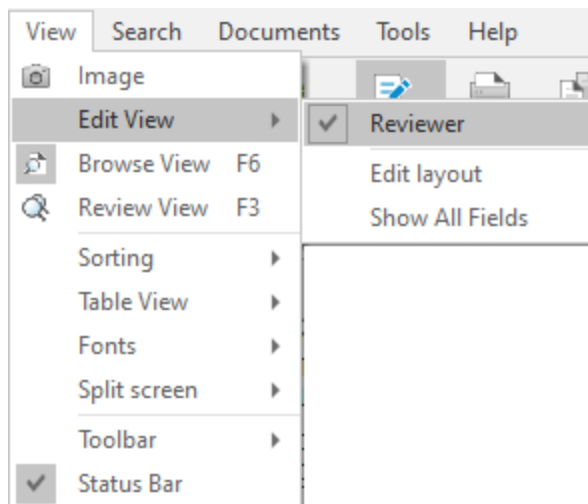 View Search Documents Tools Help
Image
Edit View
Reviewer
Browse View F6
Edit layout
Review View F3
Show All Fields
Sorting
Table View
Fonts
Split screen
Toolbar
Status Bar